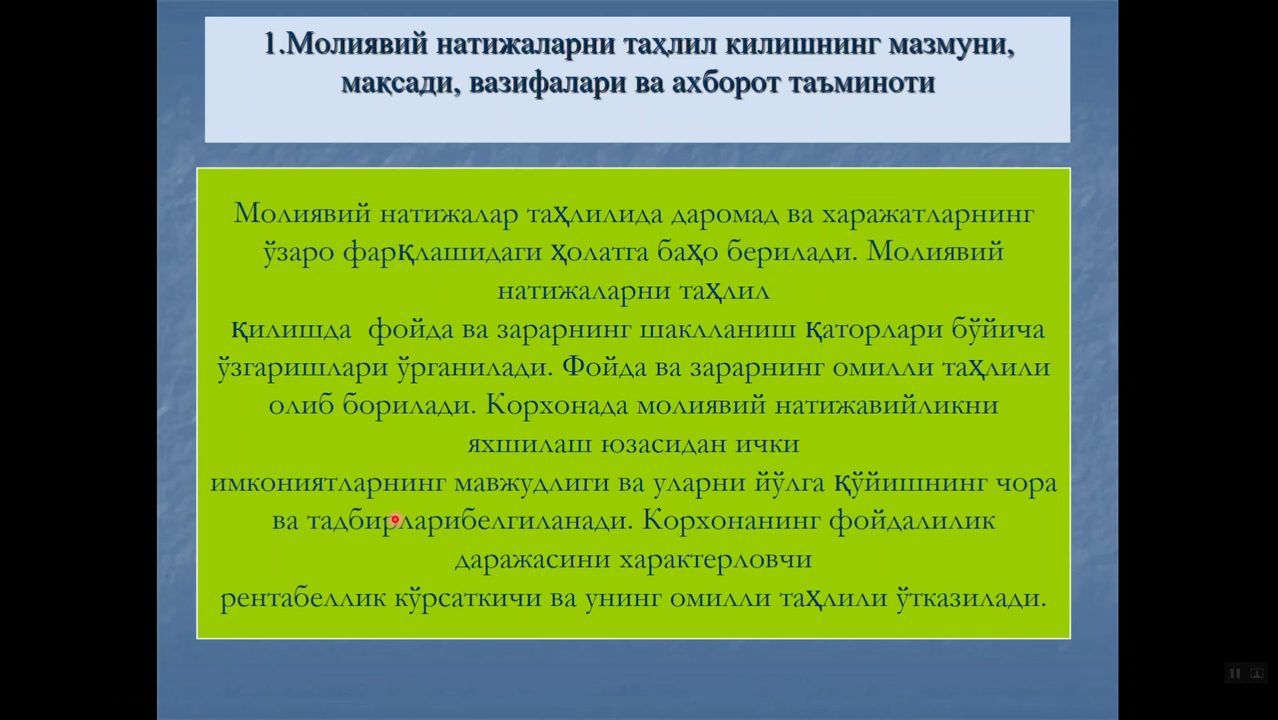 1.Молиявий натижаларни таҳлил килишнинг мазмуни,
мақсади, вазифалари ва ахборот таъминоти
Молиявий натижалар таҳлилида даромад ва харажатларнинг
ўзаро фарқлашидаги ҳолатга баҳо берилади. Молиявий
натижаларни таҳлил
қилишда фойда ва зарарнинг шаклланиш қаторлари бўйича
ўзгаришлари ўрганилади. Фойда ва зарарнинг омилли таҳлили
олиб борилади. Корхонада молиявий натижавийликни
яхшилаш юзасидан ички
имкониятларнинг мавжудлиги ва уларни йўлга қўйишнинг чора
ва тадбирларибелгиланади. Корхонанинг фойдалилик
даражасини характерловчи
рентабеллик кўрсаткичи ва унинг омилли таҳлили ўтказилади.